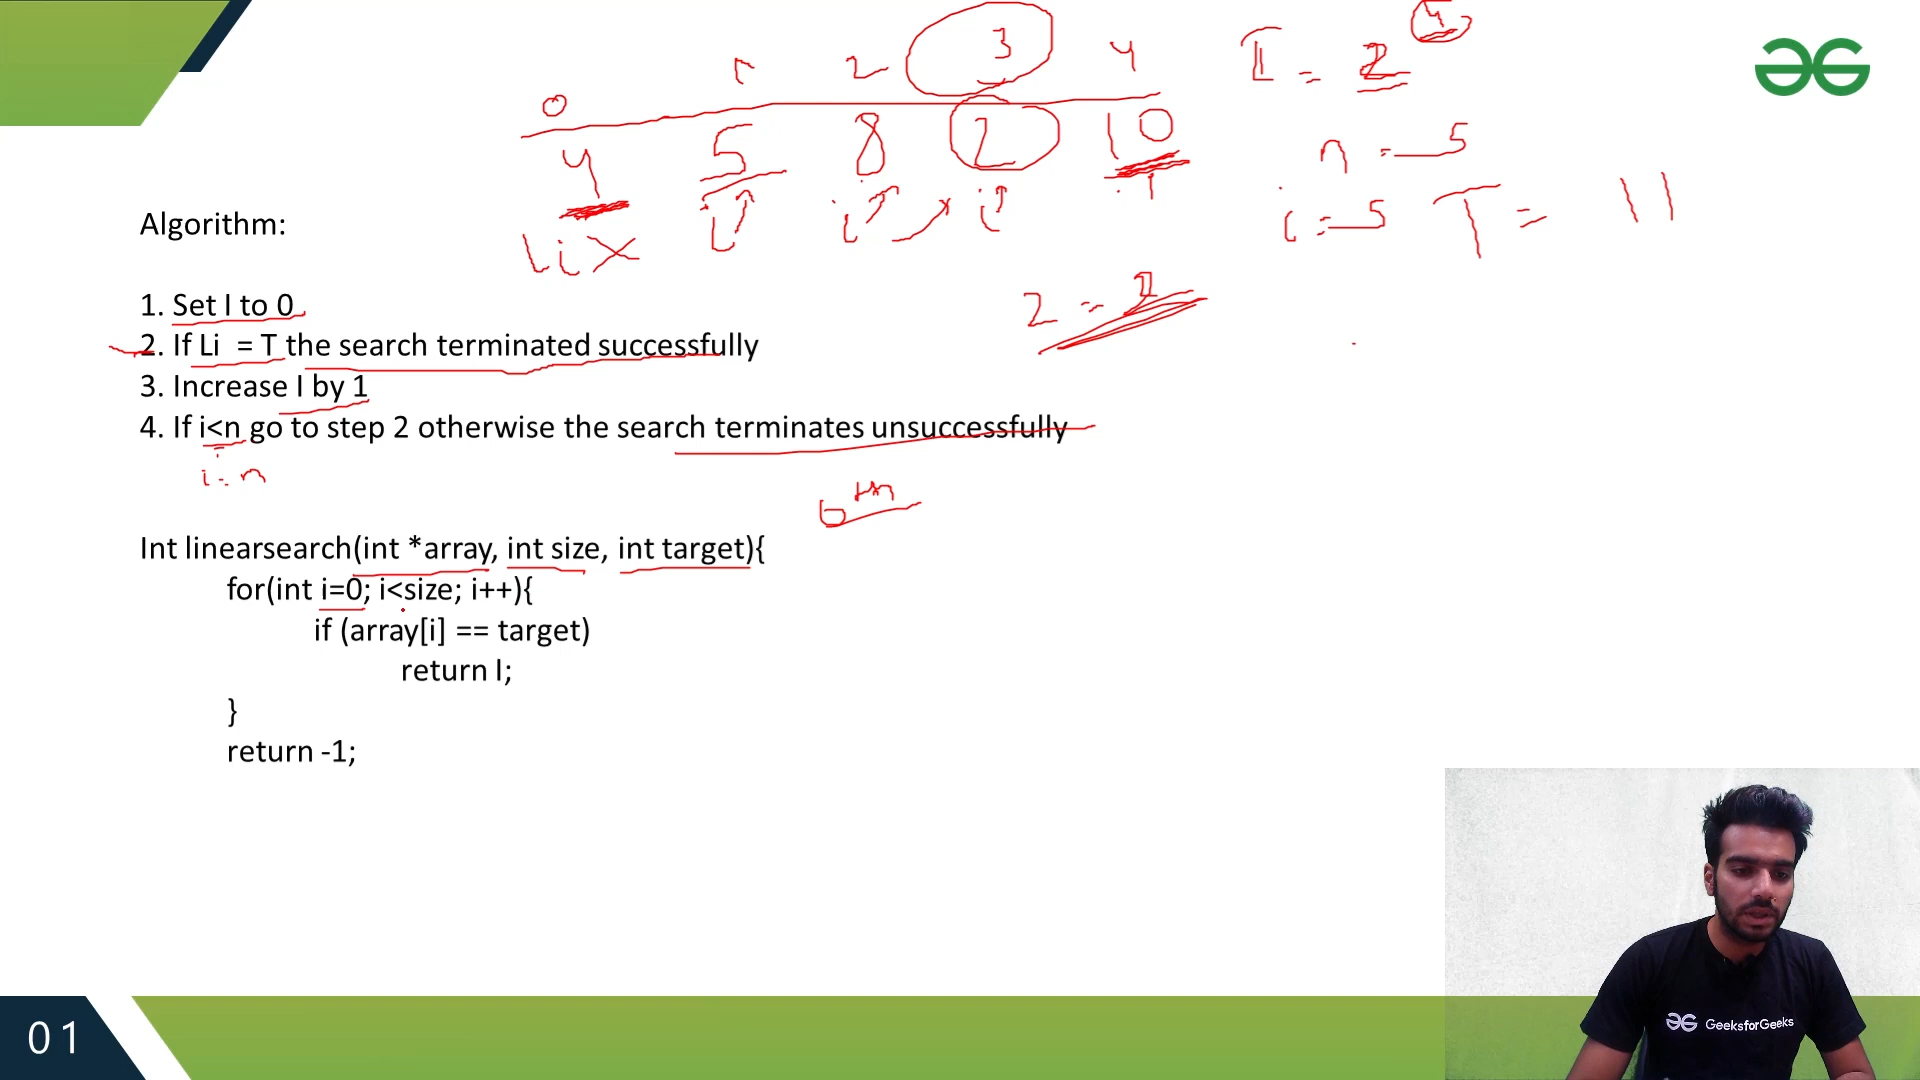 0 1 2 3 4 I = 2
4 5 8 2 10 n = 5
i i i i = 5 T = 11
Li X
Algorithm:
1. Set I to 0
2 = 2
2. If Li = T the search terminated successfully
3. Increase I by 1
4. If i<n go to step 2 otherwise the search terminates unsuccessfully
i = n
Int linearsearch(int *array, int size, int target){
for(int i=0; i<size; i++){
if (array[i] == target)
return I;
}
return -1;
GeeksforGeeks
01